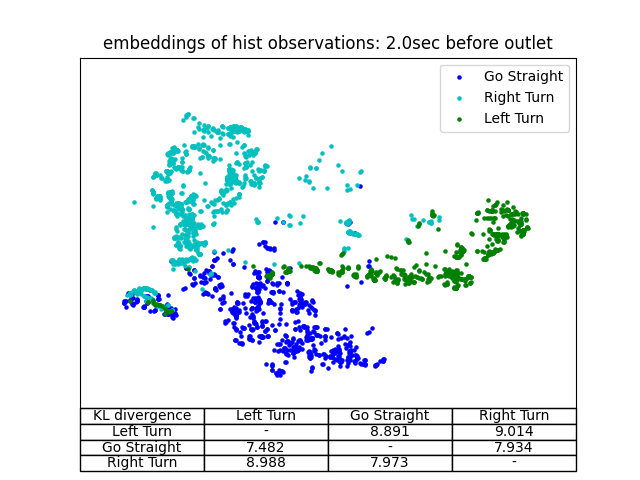 embeddings of hist observations: 2.0sec before outlet
Go Straight
Right Turn
Left Turn
KL divergence Left Turn Go Straight Right Turn
Left Turn - 8.891 9.014
Go Straight 7.482 - 7.934
Right Turn 8.988 7.973 -